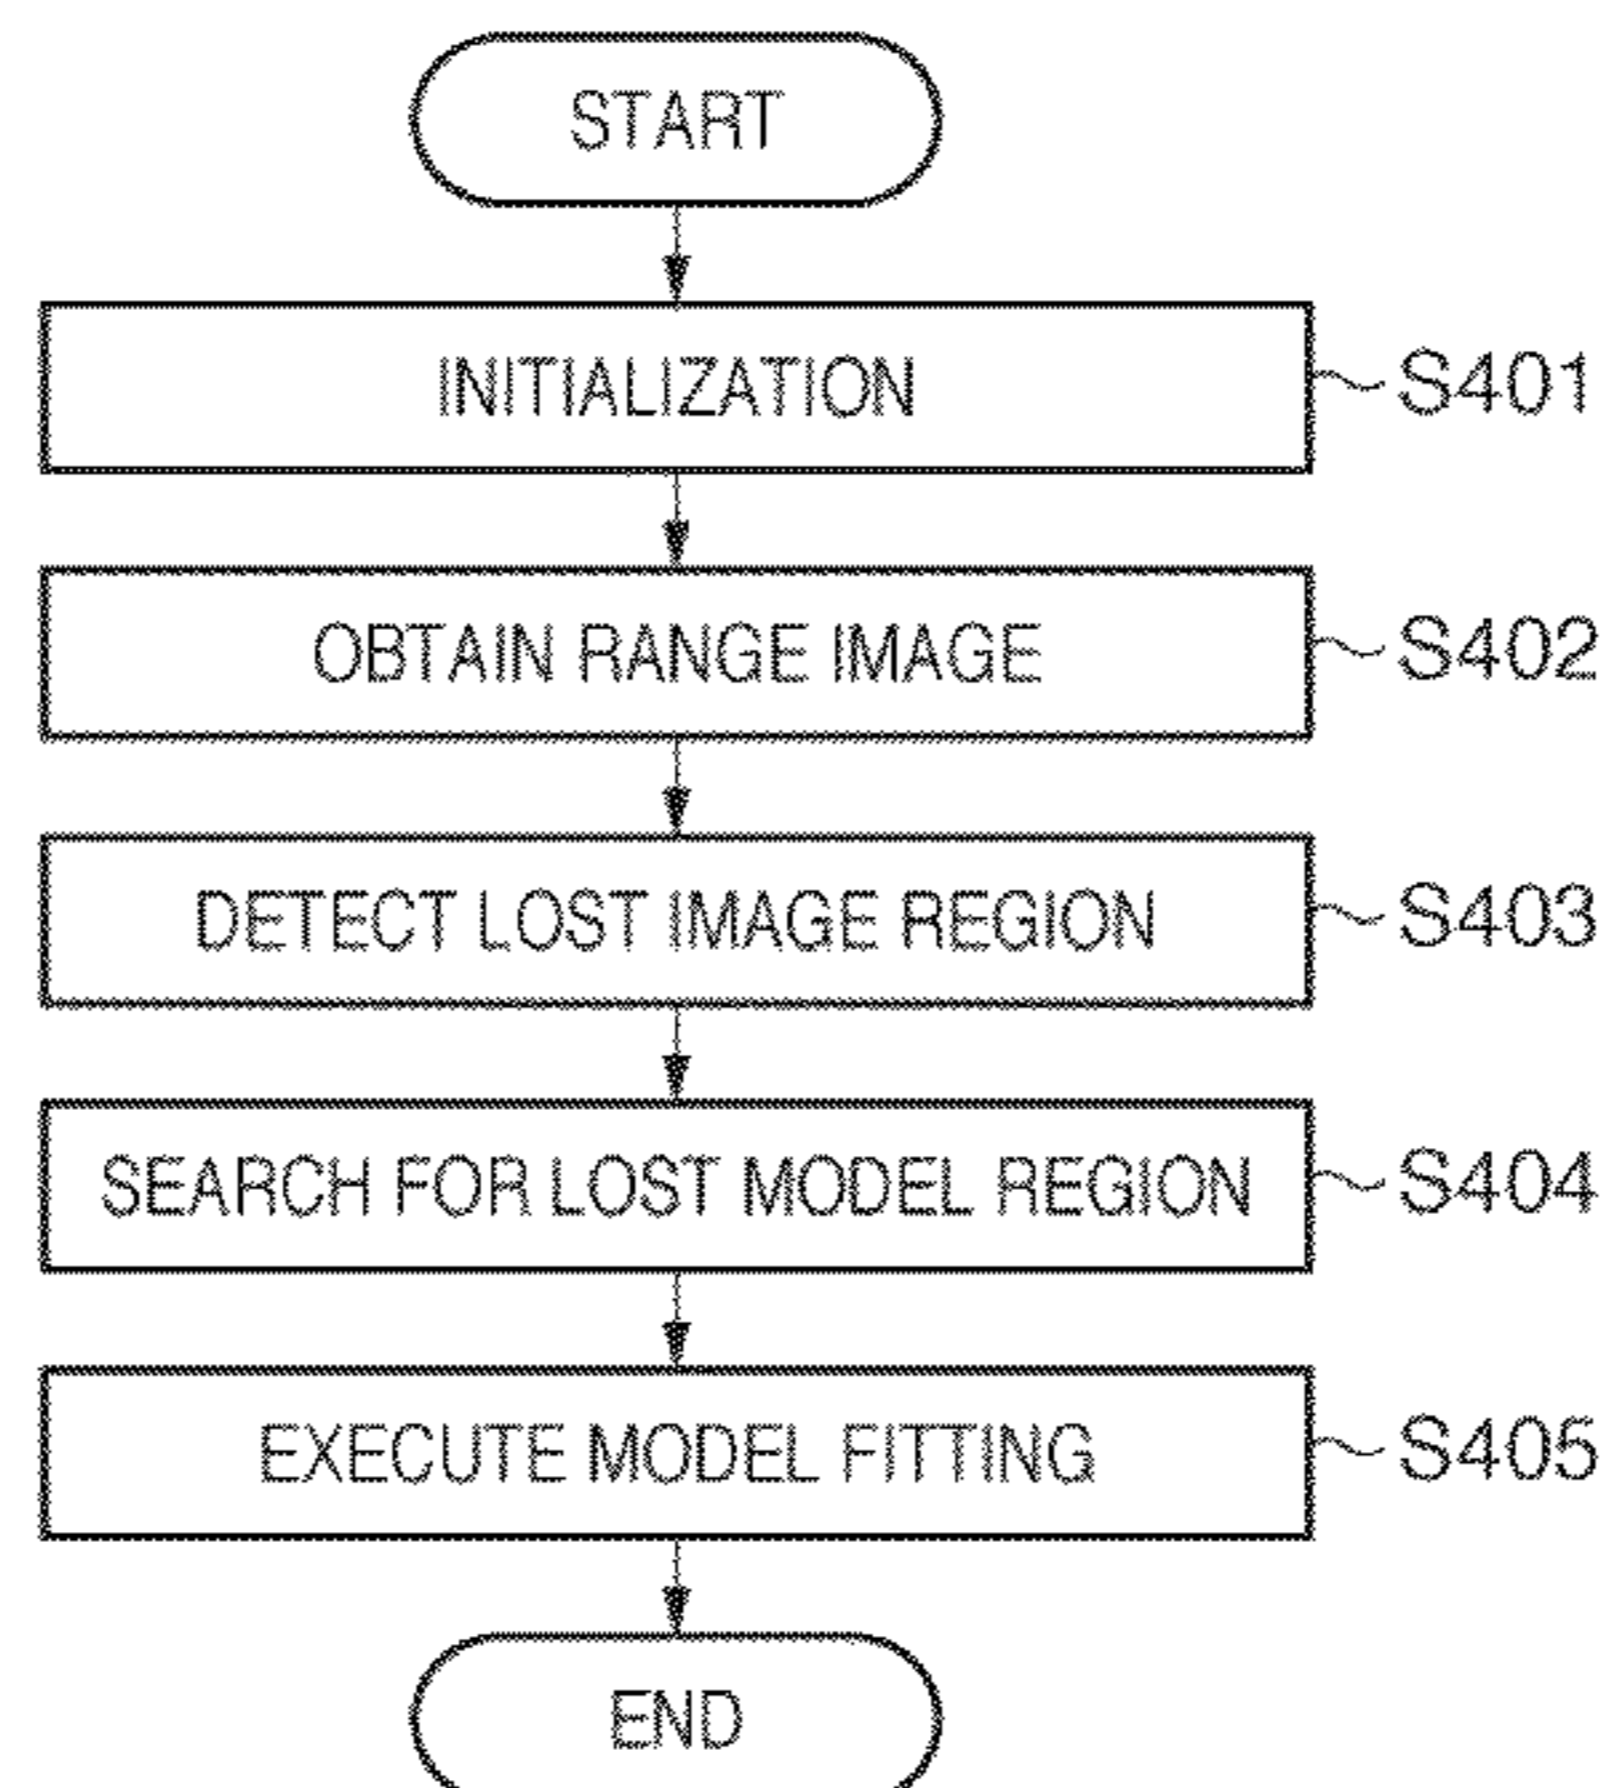 START
INITIALIZATION
S401
OBTAIN RANGE IMAGE
S402
DETECT LOST IMAGE REGION
S403
SEARCH FOR LOST MODEL REGION
S404
EXECUTE MODEL FITTING
S405
END